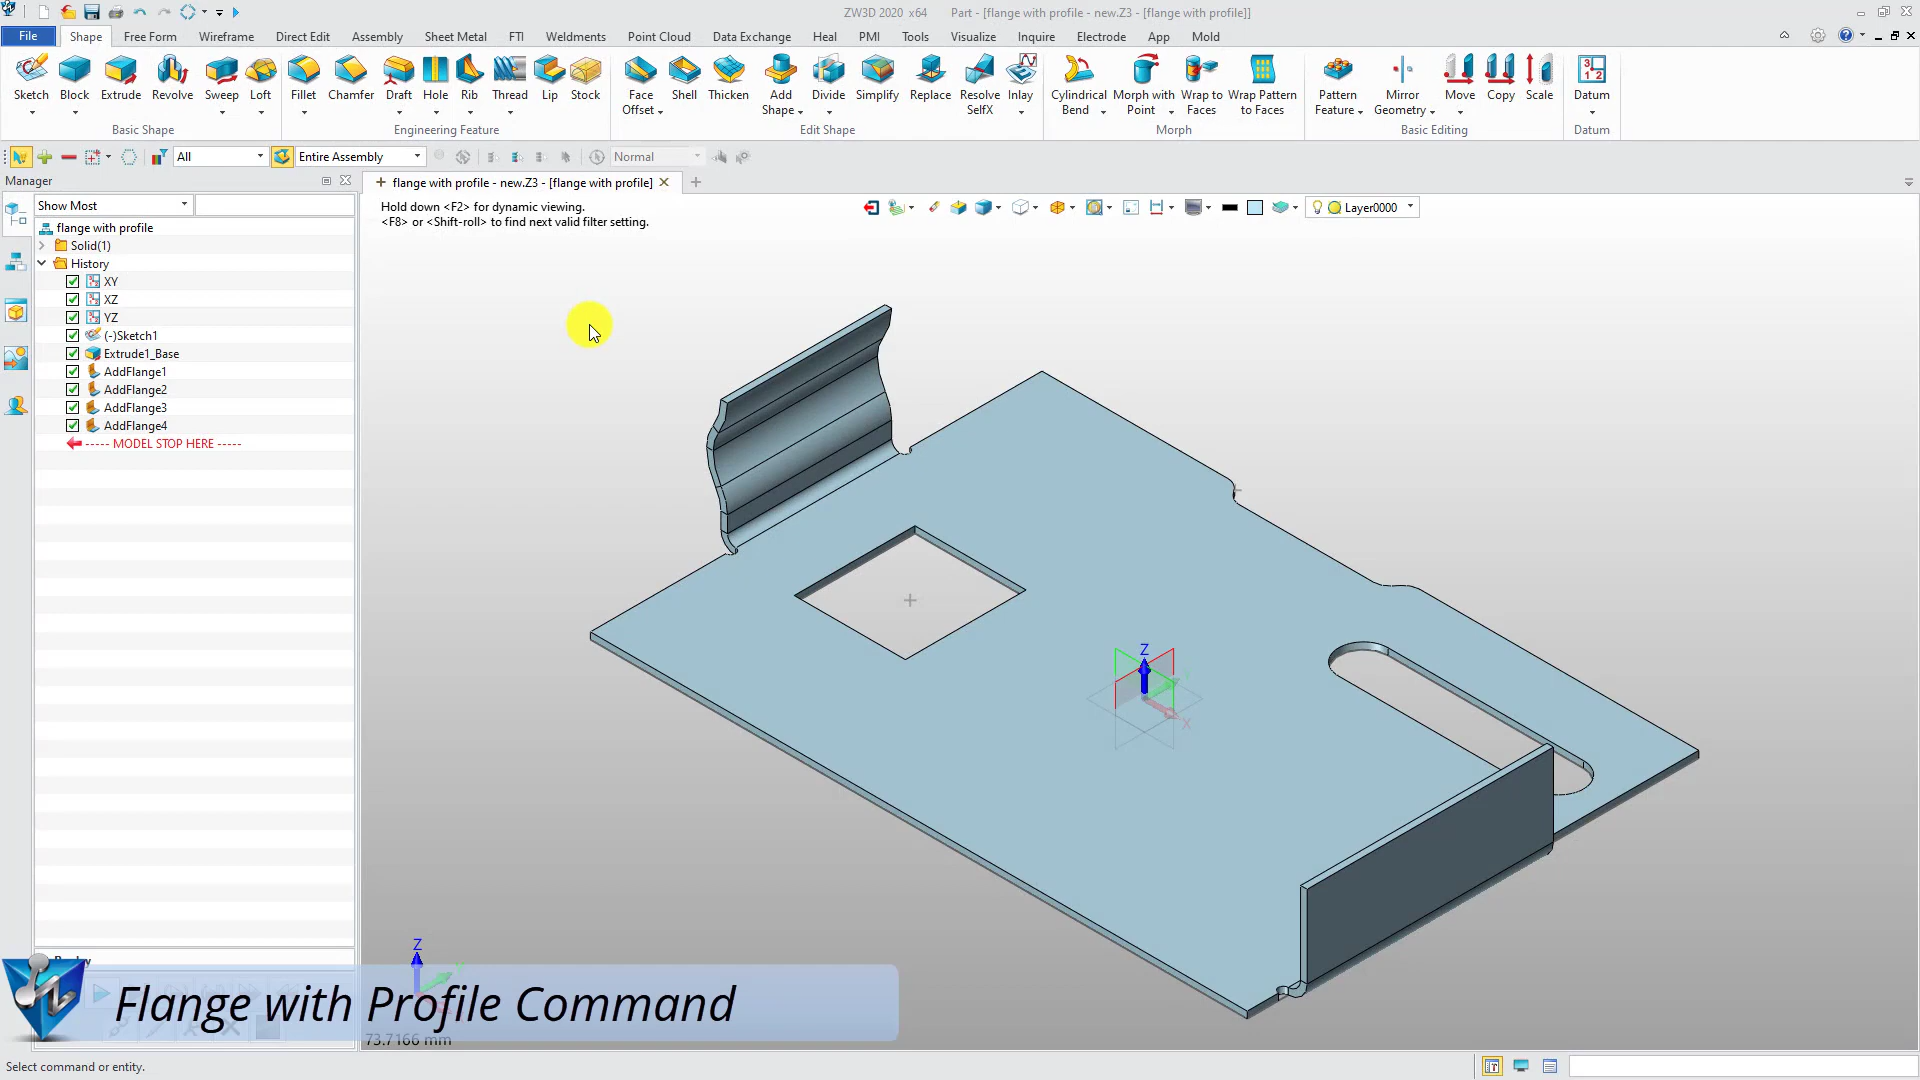 ZW3D 2020 x64 Part - [flange with profile - new.Z3 - [flange with profile]]
File Shape Free Form Wireframe Direct Edit Assembly Sheet Metal FTI Weldments Point Cloud Data Exchange Heal PMI Tools Visualize Inquire Electrode App Mold
Sketch Block Extrude Revolve Sweep Loft Fillet Chamfer Draft Hole Rib Thread Lip Stock Face Offset Shell Thicken Add Shape Divide Simplify Replace Resolve SelfX Inlay Cylindrical Bend Morph with Point Wrap to Faces Wrap Pattern to Faces Pattern Feature Mirror Geometry Move Copy Scale Datum
Basic Shape Engineering Feature Edit Shape Morph Basic Editing Datum
All Entire Assembly Normal
Manager
flange with profile - new.Z3 - [flange with profile]
Show Most
Hold down <F2> for dynamic viewing.
<F8> or <Shift-roll> to find next valid filter setting.
Layer0000
flange with profile
Solid(1)
History
XY
XZ
YZ
(-)Sketch1
Extrude1_Base
AddFlange1
AddFlange2
AddFlange3
AddFlange4
----- MODEL STOP HERE -----
Z
X
Z
Flange with Profile Command
73.7166 mm
Select command or entity.